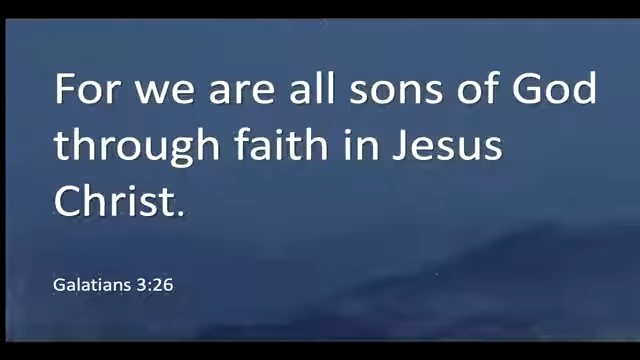 For we are all sons of God
through faith in Jesus
Christ.
Galatians 3:26